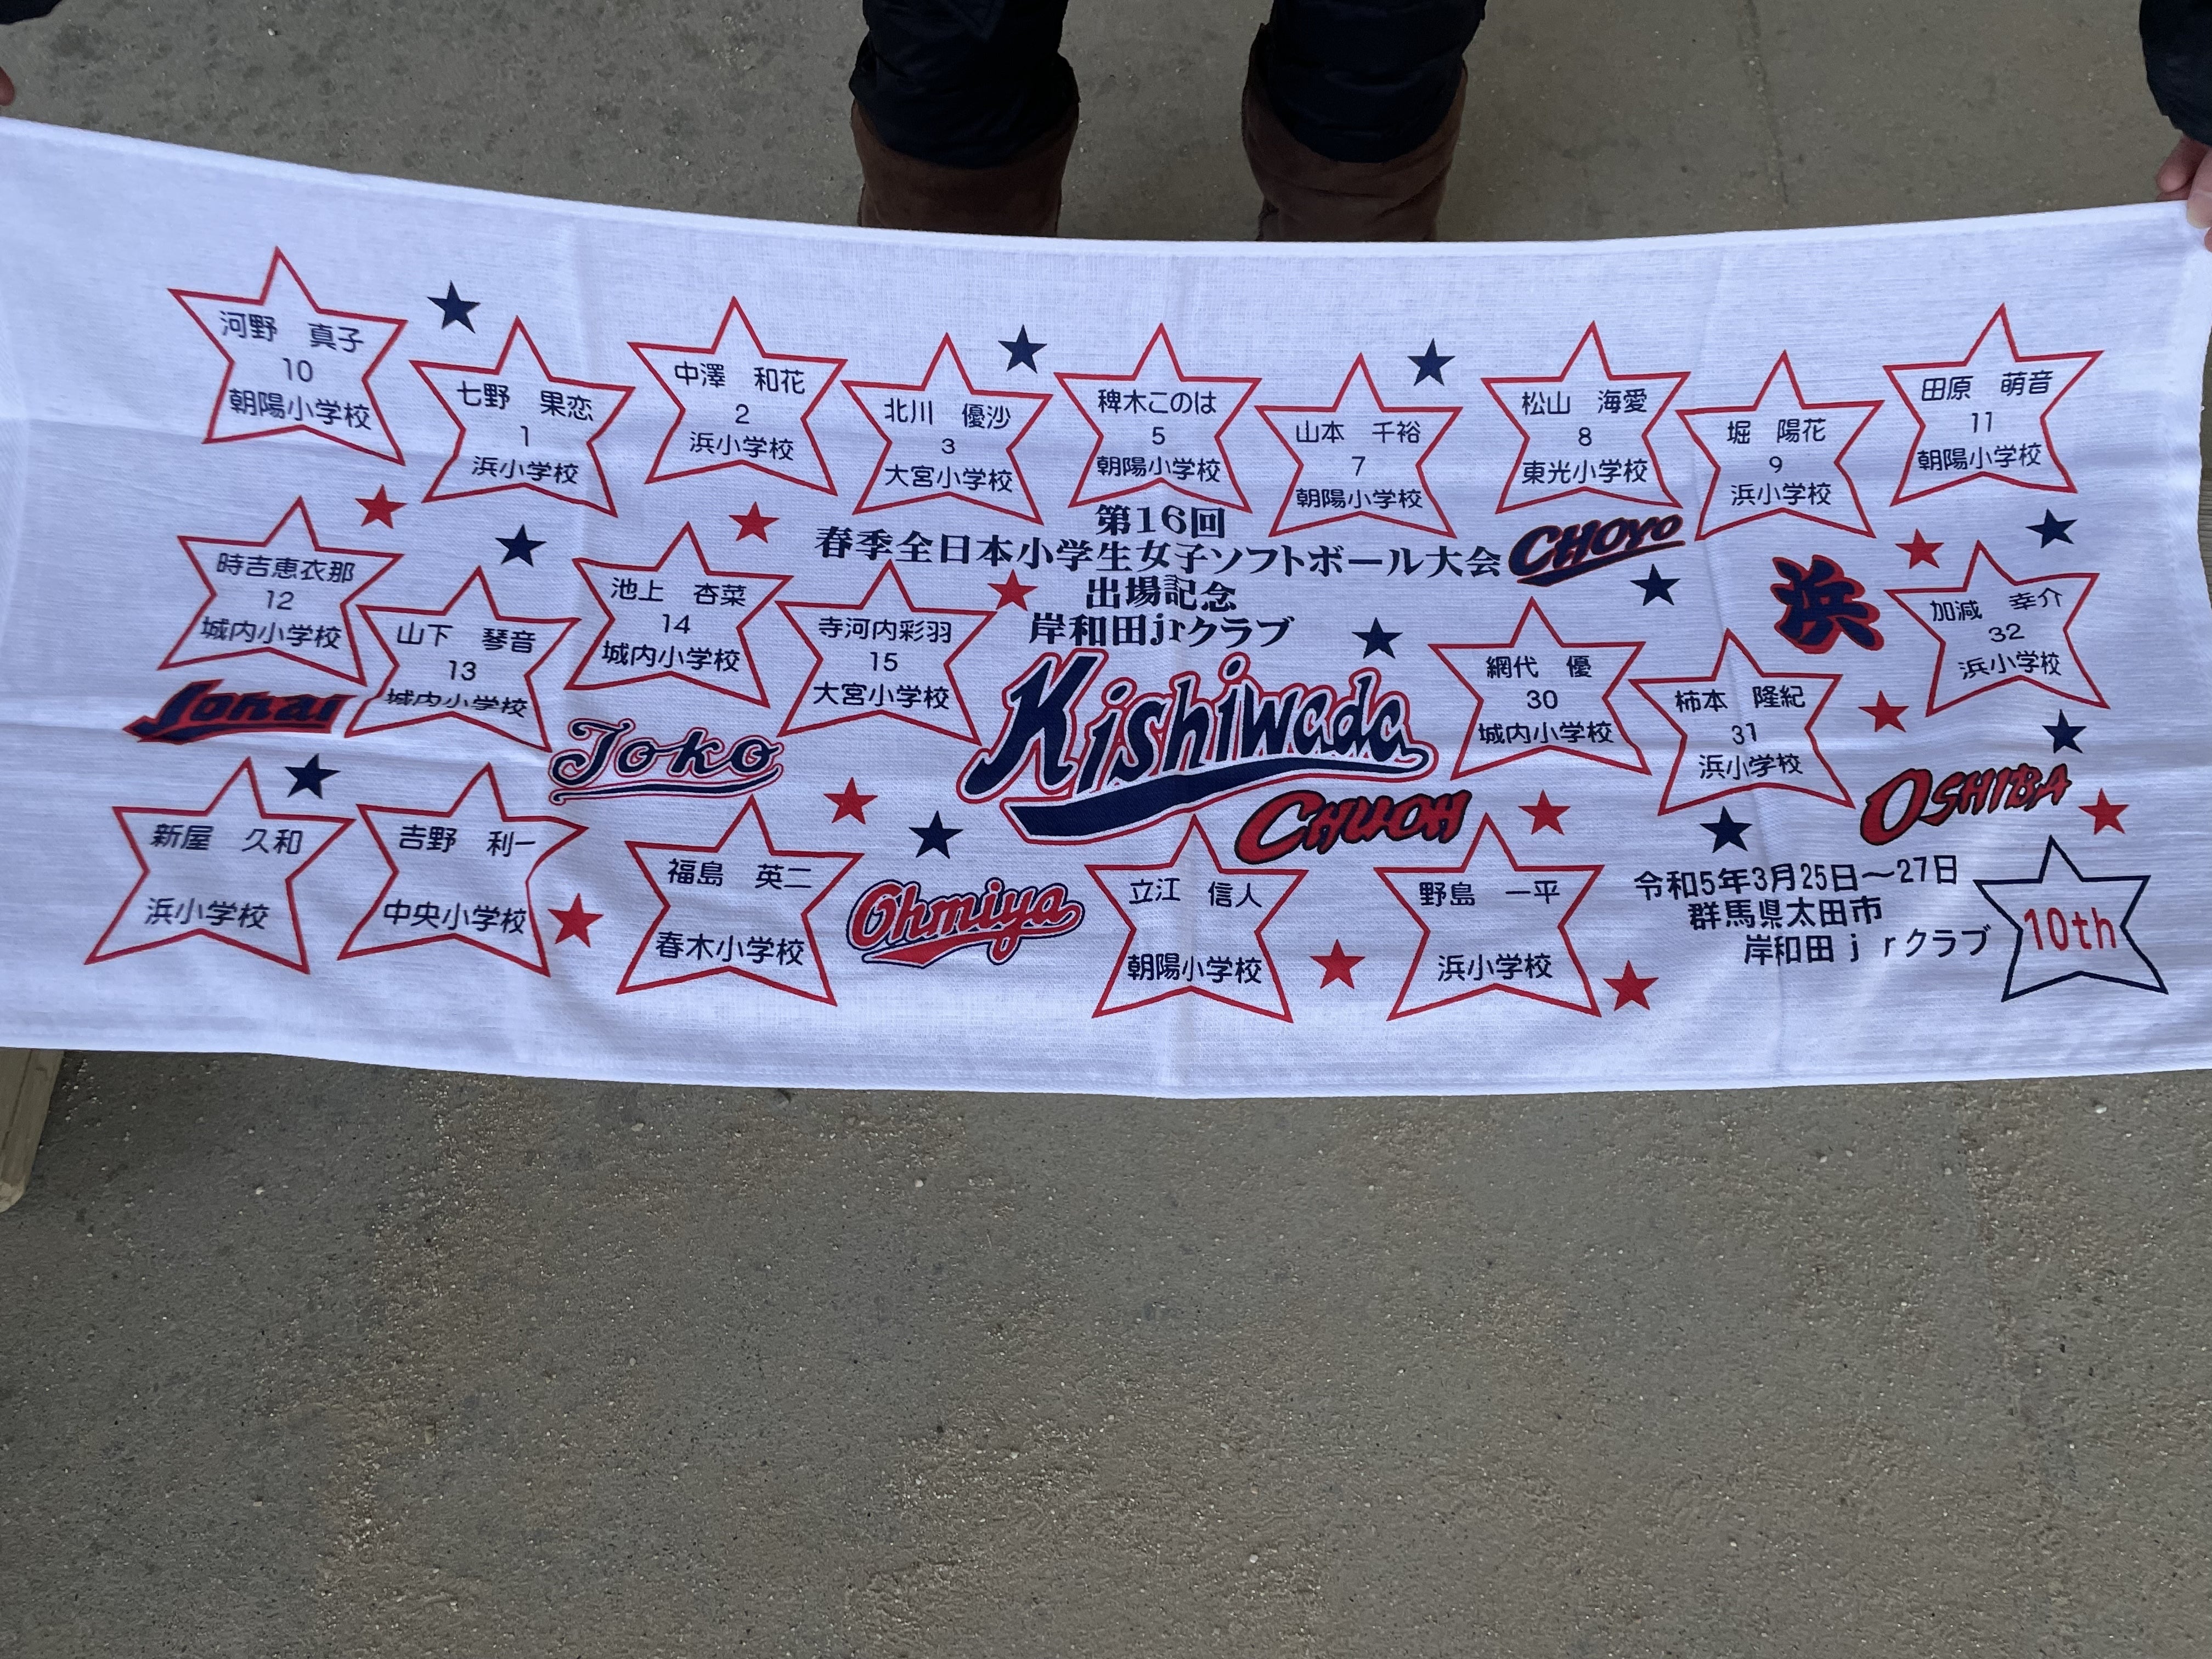 河野 真子
10
朝陽小学校
七野 果恋
1
浜小学校
中澤 和花
2
浜小学校
北川 優沙
3
大宮小学校
稗木このは
5
朝陽小学校
山本 千裕
7
朝陽小学校
松山 海愛
8
東光小学校
堀 陽花
9
浜小学校
田原 萌音
11
朝陽小学校
時吉恵衣那
12
城内小学校
山下 琴音
13
城内小学校
池上 杏菜
14
城内小学校
寺河内彩羽
15
大宮小学校
第16回
春季全日本小学生女子ソフトボール大会
出場記念
岸和田jrクラブ
Kishiwada
CHOYO
浜
網代 優
30
城内小学校
柿本 隆紀
31
浜小学校
加減 幸介
32
浜小学校
Jonai
Joko
CHUOH
OSHIBA
新屋 久和
浜小学校
吉野 利一
中央小学校
福島 英二
春木小学校
Ohmiya
立江 信人
朝陽小学校
野島 一平
浜小学校
令和5年3月25日～27日
群馬県太田市
岸和田ｊｒクラブ
10th